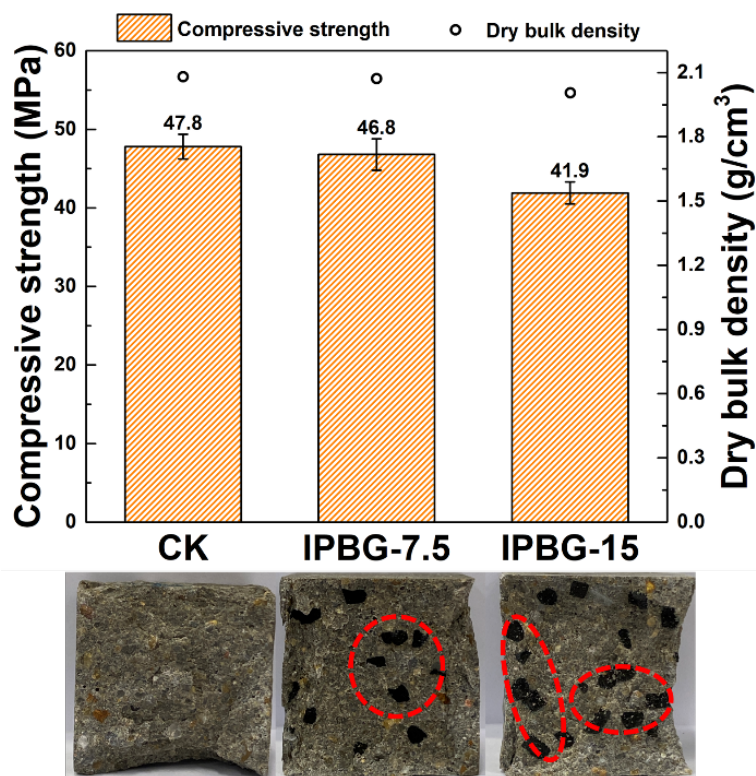 Compressive strength
Dry bulk density
Compressive strength (MPa)
60
50
40
30
20
10
0
47.8
46.8
41.9
2.1
1.8
1.5
1.2
0.9
0.6
0.3
0.0
Dry bulk density (g/cm³)
CK
IPBG-7.5
IPBG-15